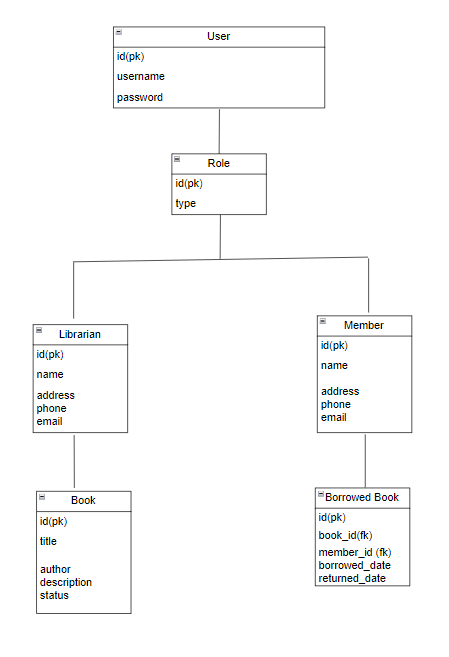 User
id(pk)
username
password
Role
id(pk)
type
Librarian
id(pk)
name
address
phone
email
Member
id(pk)
name
address
phone
email
Book
id(pk)
title
author
description
status
Borrowed Book
id(pk)
book_id(fk)
member_id (fk)
borrowed_date
returned_date